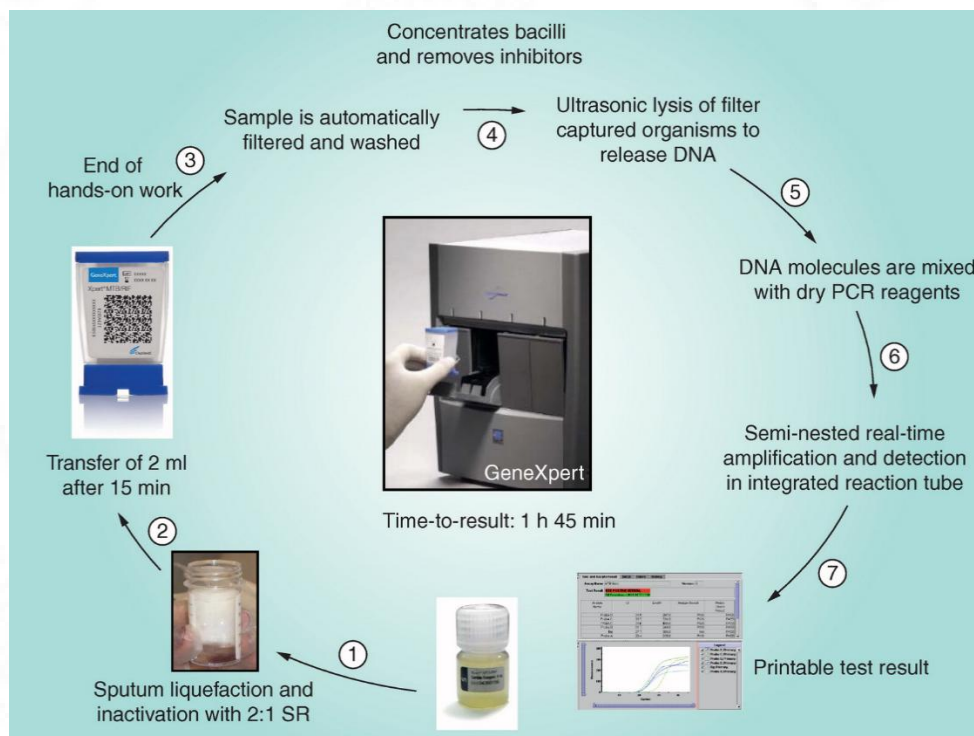 Concentrates bacilli
and removes inhibitors
Sample is automatically
filtered and washed
4
Ultrasonic lysis of filter
captured organisms to
release DNA
3
End of
hands-on work
5
GeneXpert
Xpert MTB/RIF
DNA molecules are mixed
with dry PCR reagents
6
Semi-nested real-time
amplification and detection
in integrated reaction tube
GeneXpert
Transfer of 2 ml
after 15 min
Time-to-result: 1 h 45 min
2
7
1
Printable test result
Sputum liquefaction and
inactivation with 2:1 SR